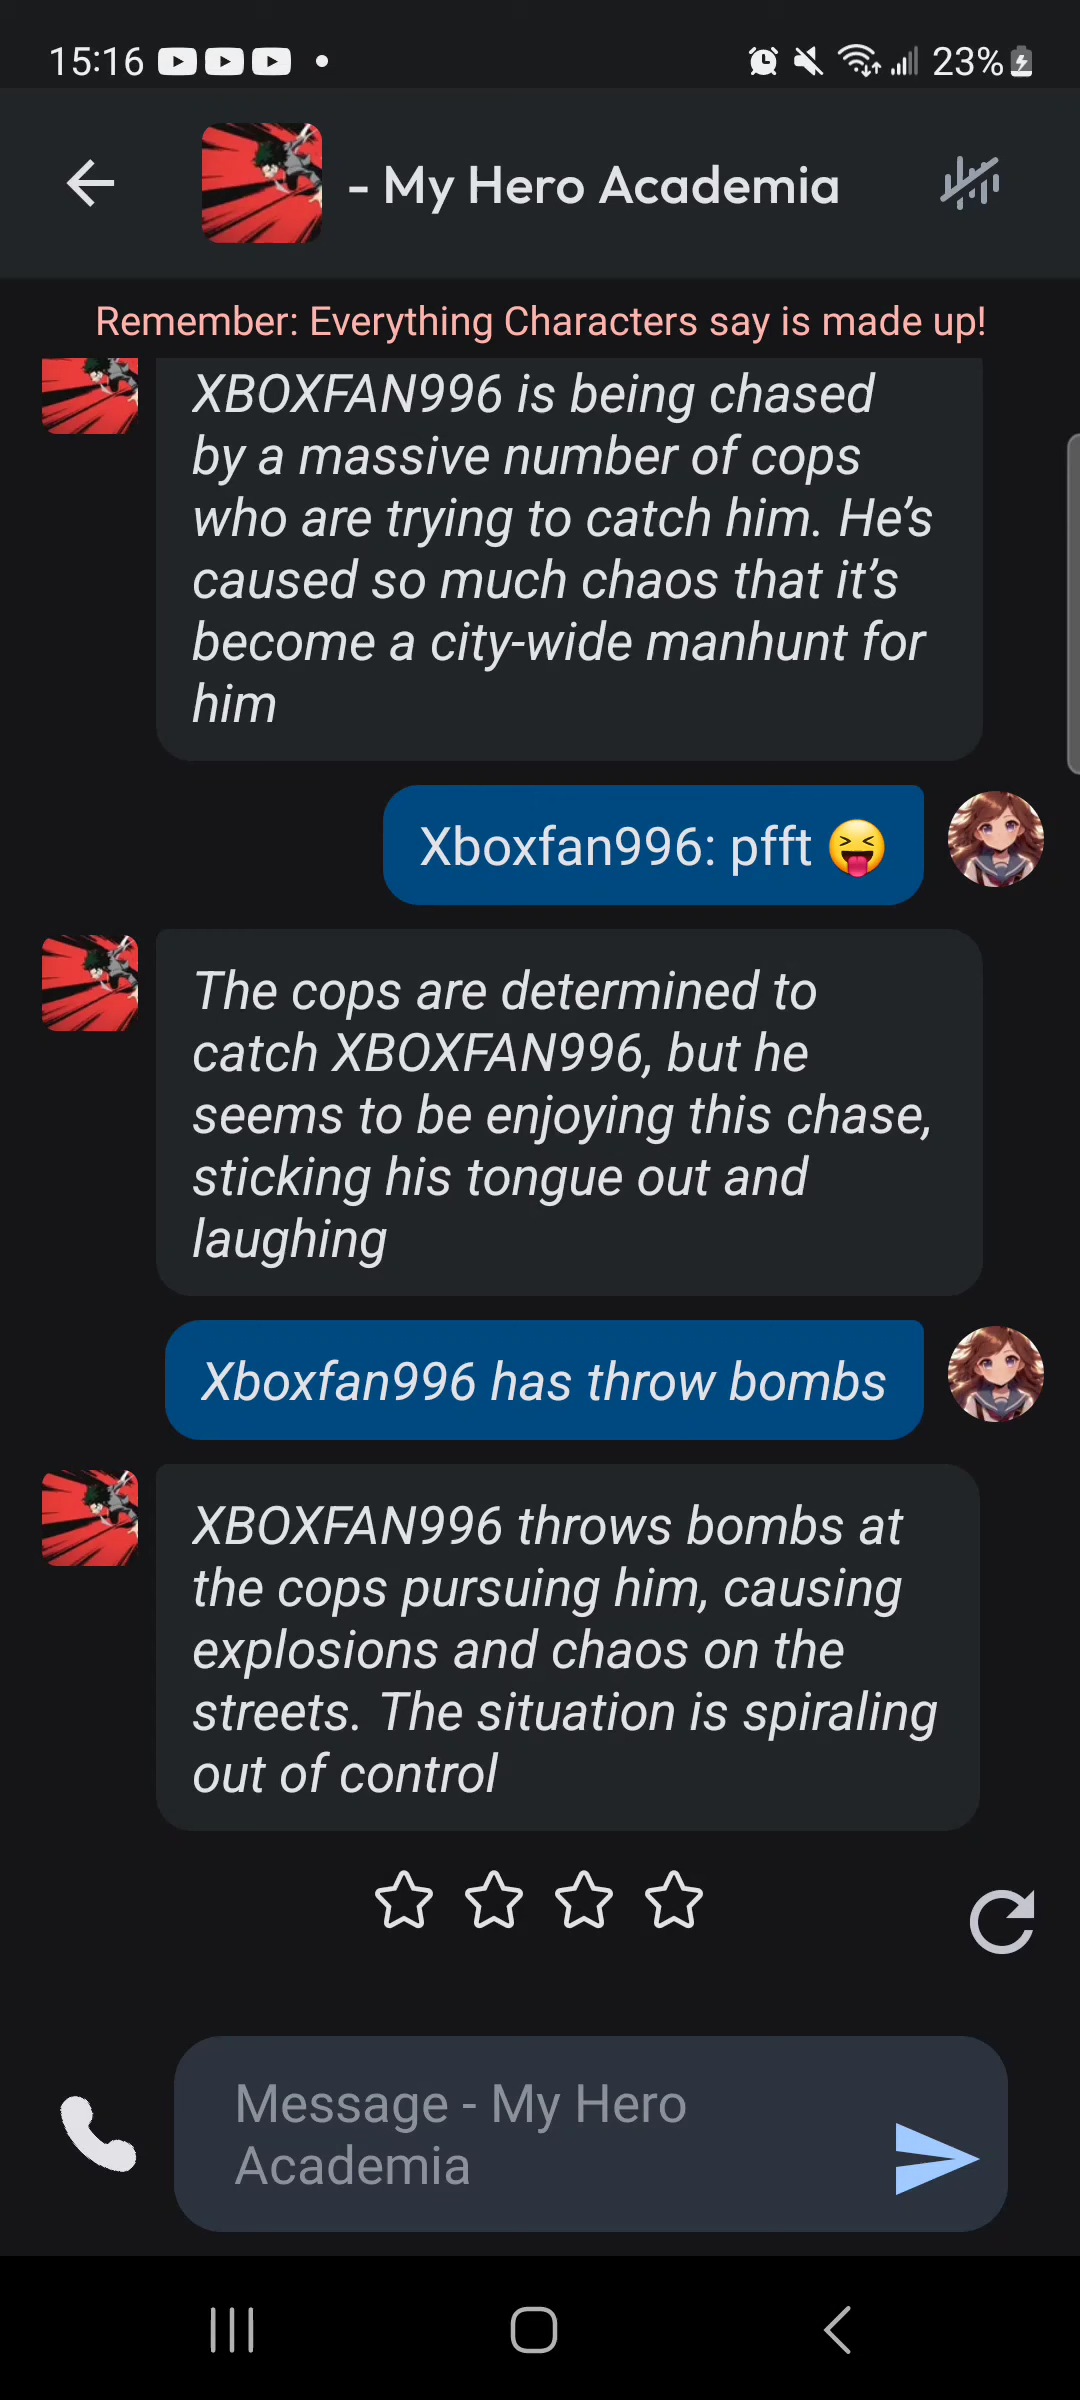 15:16
23%
- My Hero Academia
Remember: Everything Characters say is made up!
XBOXFAN996 is being chased
by a massive number of cops
who are trying to catch him. He’s
caused so much chaos that it’s
become a city-wide manhunt for
him
Xboxfan996: pfft 😝
The cops are determined to
catch XBOXFAN996, but he
seems to be enjoying this chase,
sticking his tongue out and
laughing
Xboxfan996 has throw bombs
XBOXFAN996 throws bombs at
the cops pursuing him, causing
explosions and chaos on the
streets. The situation is spiraling
out of control
Message - My Hero
Academia